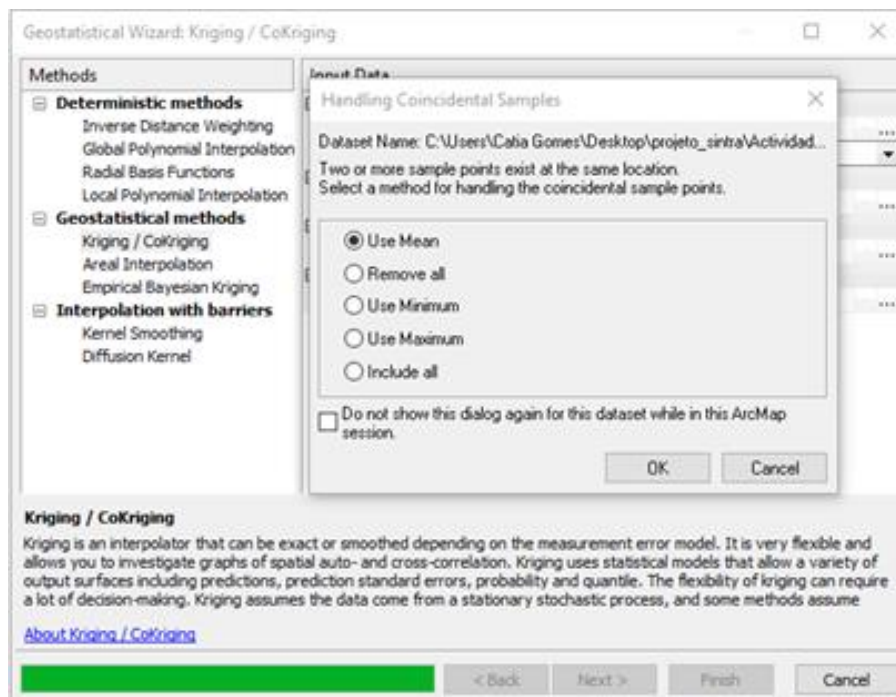 Geostatistical Wizard: Kriging / CoKriging
Methods
Input Data
Deterministic methods
Inverse Distance Weighting
Global Polynomial Interpolation
Radial Basis Functions
Local Polynomial Interpolation
Geostatistical methods
Kriging / CoKriging
Areal Interpolation
Empirical Bayesian Kriging
Interpolation with barriers
Kernel Smoothing
Diffusion Kernel
Handling Coincidental Samples
Dataset Name: C:\Users\Catia Gomes\Desktop\projeto_sintra\Actividad...
Two or more sample points exist at the same location.
Select a method for handling the coincidental sample points.
Use Mean
Remove all
Use Minimum
Use Maximum
Include all
Do not show this dialog again for this dataset while in this ArcMap
session.
OK Cancel
Kriging / CoKriging
Kriging is an interpolator that can be exact or smoothed depending on the measurement error model. It is very flexible and
allows you to investigate graphs of spatial auto- and cross-correlation. Kriging uses statistical models that allow a variety of
output surfaces including predictions, prediction standard errors, probability and quantile. The flexibility of kriging can require
a lot of decision-making. Kriging assumes the data come from a stationary stochastic process, and some methods assume
About Kriging / CoKriging
< Back Next > Finish Cancel